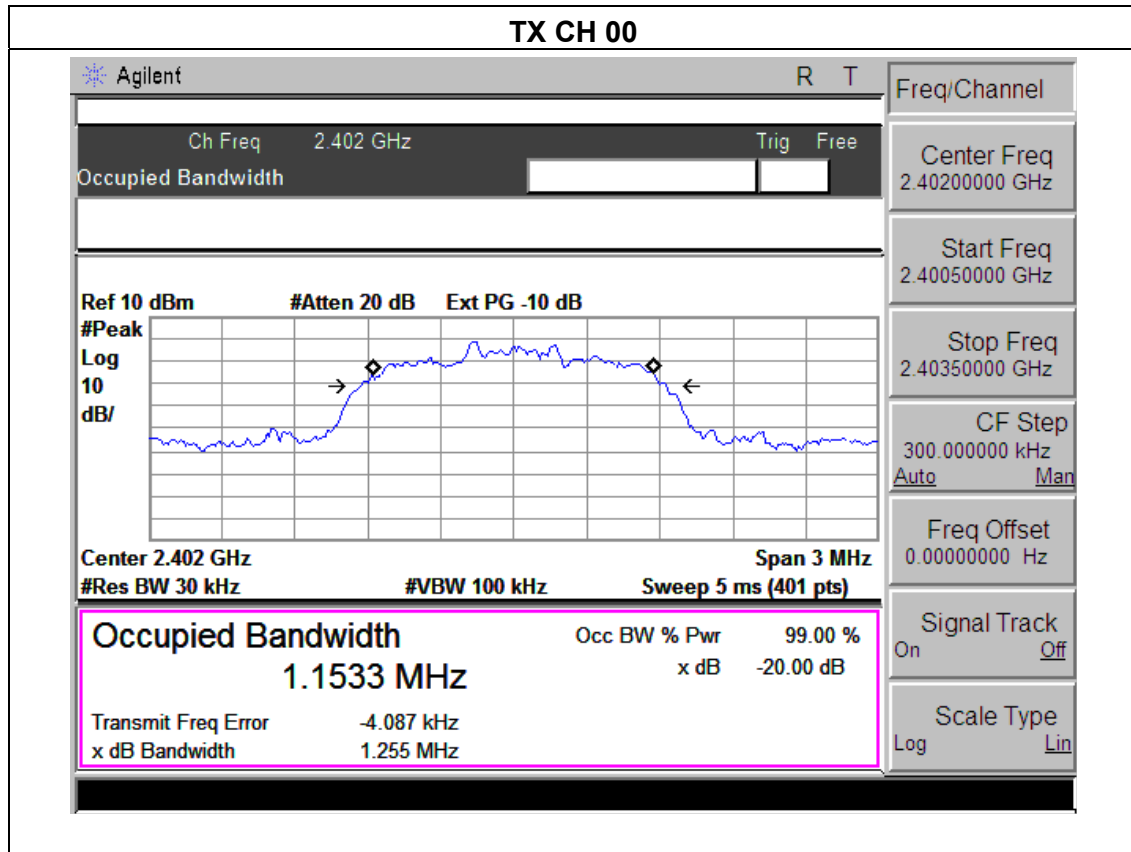 TX CH 00
Agilent R T
Ch Freq 2.402 GHz Trig Free
Occupied Bandwidth
Ref 10 dBm #Atten 20 dB Ext PG -10 dB
#Peak
Log
10
dB/
Center 2.402 GHz Span 3 MHz
#Res BW 30 kHz #VBW 100 kHz Sweep 5 ms (401 pts)
Occupied Bandwidth Occ BW % Pwr 99.00 %
1.1533 MHz x dB -20.00 dB
Transmit Freq Error -4.087 kHz
x dB Bandwidth 1.255 MHz
Freq/Channel
Center Freq
2.40200000 GHz
Start Freq
2.40050000 GHz
Stop Freq
2.40350000 GHz
CF Step
300.000000 kHz
Auto Man
Freq Offset
0.00000000 Hz
Signal Track
On Off
Scale Type
Log Lin